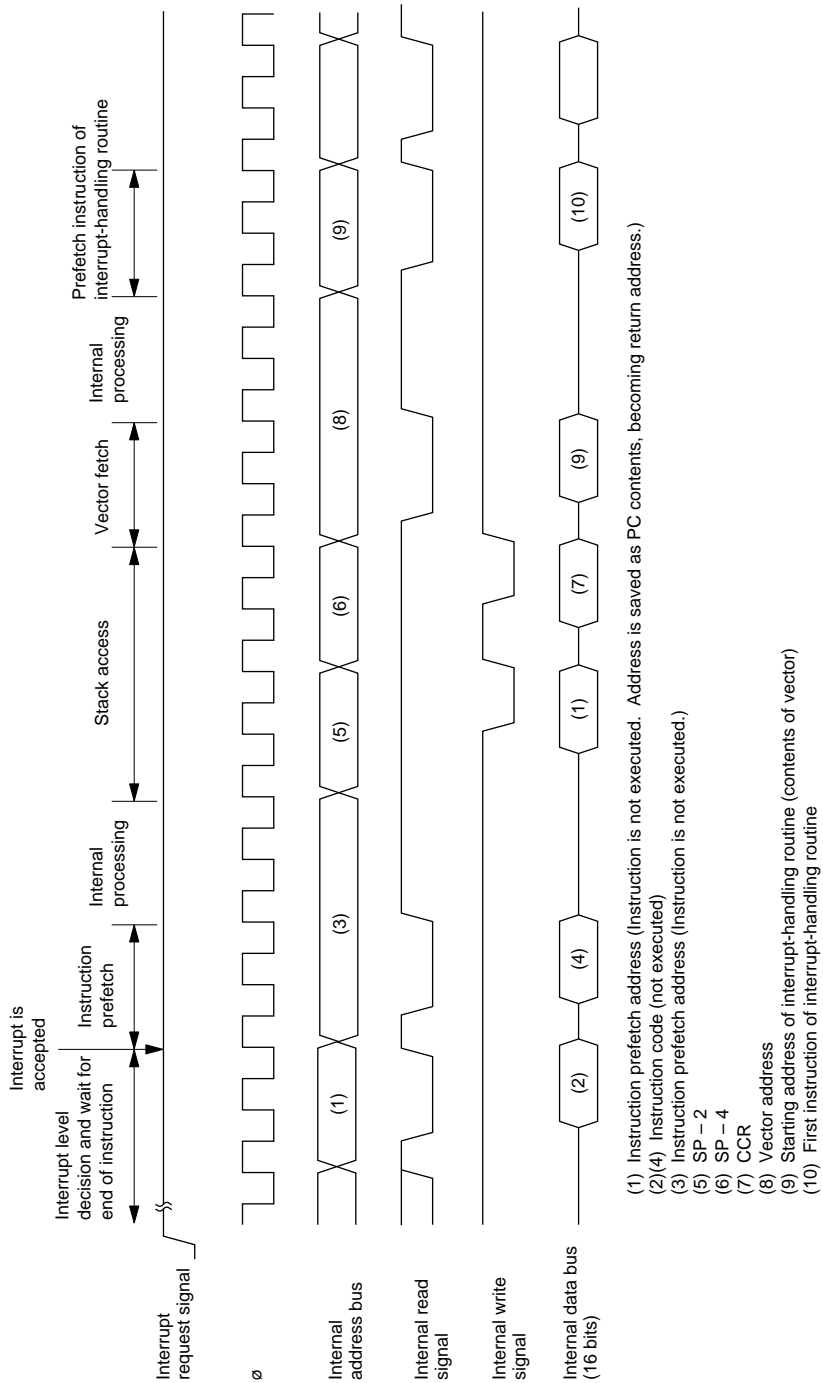 Interrupt is
accepted
Interrupt level
decision and wait for
end of instruction
Instruction
prefetch
Internal
processing
Stack access
Vector fetch
Internal
processing
Prefetch instruction of
interrupt-handling routine
Interrupt
request signal
ø
Internal
address bus
(1)
(3)
(5)
(6)
(8)
(9)
Internal read
signal
Internal write
signal
Internal data bus
(16 bits)
(2)
(4)
(1)
(7)
(9)
(10)
(1) Instruction prefetch address (Instruction is not executed. Address is saved as PC contents, becoming return address.)
(2)(4) Instruction code (not executed)
(3) Instruction prefetch address (Instruction is not executed.)
(5) SP – 2
(6) SP – 4
(7) CCR
(8) Vector address
(9) Starting address of interrupt-handling routine (contents of vector)
(10) First instruction of interrupt-handling routine